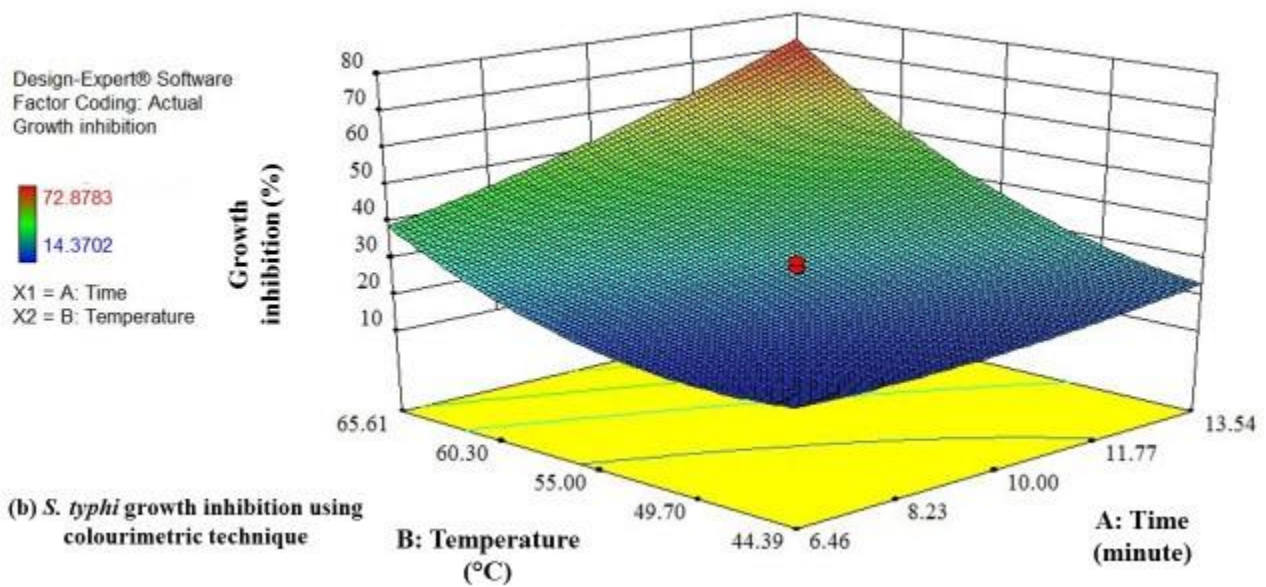 Design-Expert® Software
Factor Coding: Actual
Growth inhibition
72.8783
14.3702
X1 = A: Time
X2 = B: Temperature
Growth
inhibition (%)
80
70
60
50
40
30
20
10
65.61
60.30
55.00
49.70
44.39
6.46
8.23
10.00
11.77
13.54
B: Temperature
(°C)
A: Time
(minute)
(b) S. typhi growth inhibition using
colourimetric technique